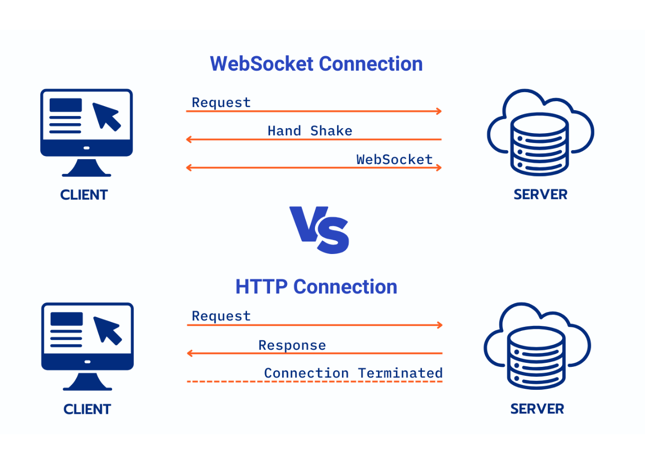 WebSocket Connection
Request
Hand Shake
WebSocket
CLIENT
SERVER
VS
HTTP Connection
Request
Response
Connection Terminated
CLIENT
SERVER